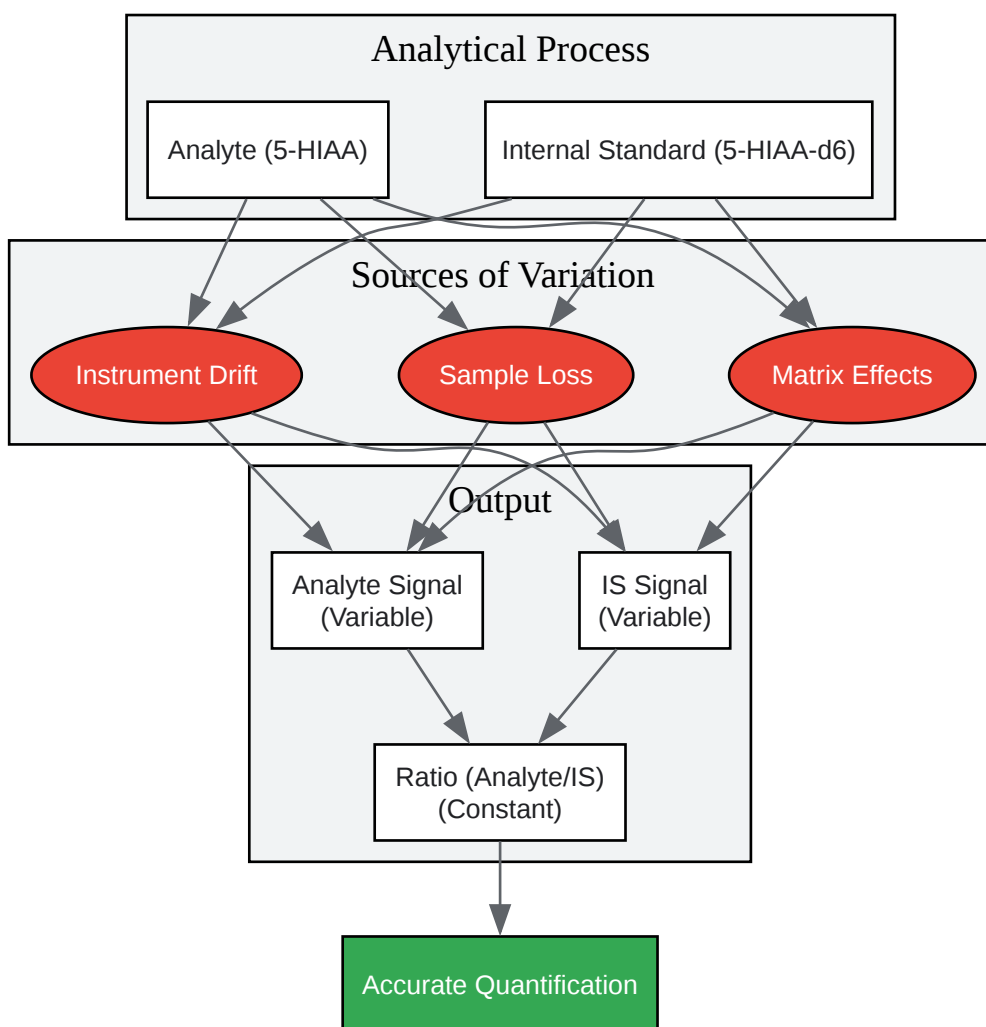 Analytical Process
Analyte (5-HIAA)
Internal Standard (5-HIAA-d6)
Sources of Variation
Instrument Drift
Sample Loss
Matrix Effects
Output
Analyte Signal
(Variable)
IS Signal
(Variable)
Ratio (Analyte/IS)
(Constant)
Accurate Quantification